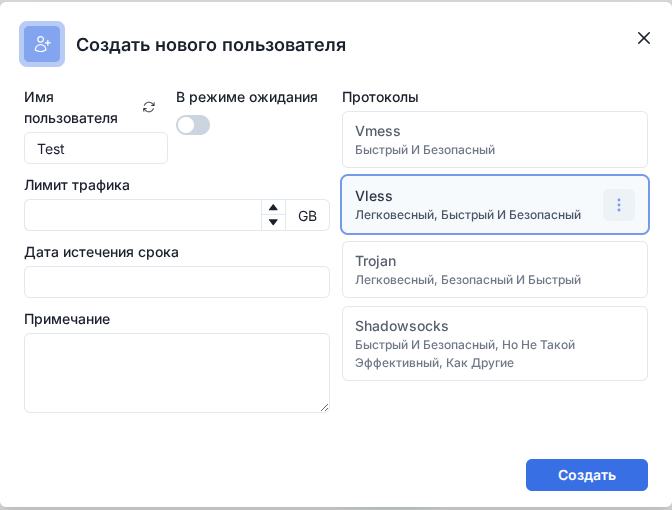 Создать нового пользователя
Имя
пользователя
Test
В режиме ожидания
Лимит трафика
GB
Дата истечения срока
Примечание
Протоколы
Vmess
Быстрый И Безопасный
Vless
Легковесный, Быстрый И Безопасный
Trojan
Легковесный, Безопасный И Быстрый
Shadowsocks
Быстрый И Безопасный, Но Не Такой
Эффективный, Как Другие
Создать